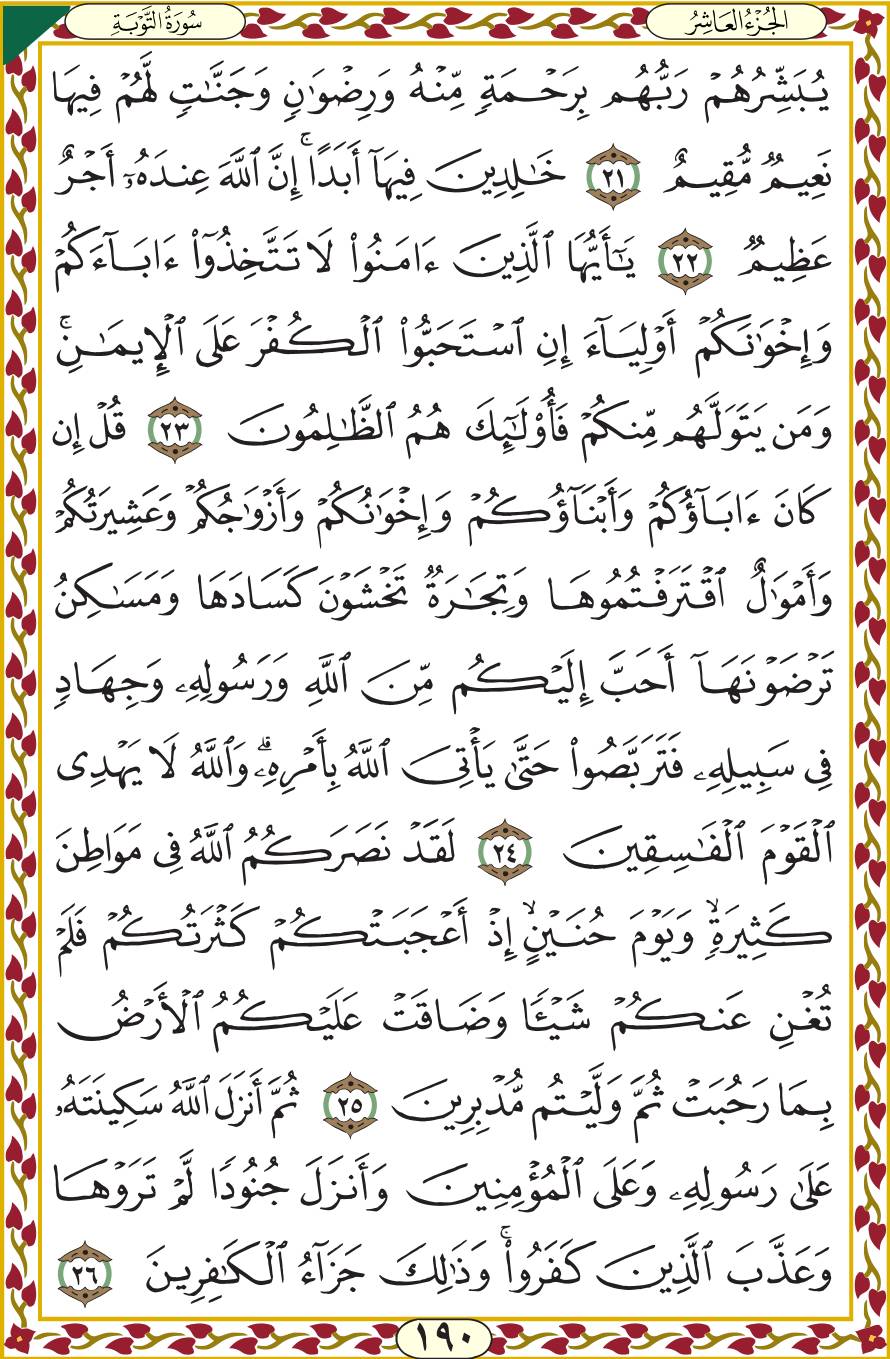 الجُزْءُ العَاشِرُ
سُورَةُ التَّوْبَةِ
يُبَشِّرُهُمْ رَبُّهُم بِرَحْمَةٍ مِّنْهُ وَرِضْوَٰنٍ وَجَنَّٰتٍ لَّهُمْ فِيهَا
نَعِيمٌ مُّقِيمٌ ٢١ خَٰلِدِينَ فِيهَآ أَبَدًا ۚ إِنَّ ٱللَّهَ عِندَهُۥٓ أَجْرٌ
عَظِيمٌ ٢٢ يَٰٓأَيُّهَا ٱلَّذِينَ ءَامَنُوا۟ لَا تَتَّخِذُوٓا۟ ءَابَآءَكُمْ
وَإِخْوَٰنَكُمْ أَوْلِيَآءَ إِنِ ٱسْتَحَبُّوا۟ ٱلْكُفْرَ عَلَى ٱلْإِيمَٰنِ ۚ
وَمَن يَتَوَلَّهُم مِّنكُمْ فَأُو۟لَٰٓئِكَ هُمُ ٱلظَّٰلِمُونَ ٢٣ قُلْ إِن
كَانَ ءَابَآؤُكُمْ وَأَبْنَآؤُكُمْ وَإِخْوَٰنُكُمْ وَأَزْوَٰجُكُمْ وَعَشِيرَتُكُمْ
وَأَمْوَٰلٌ ٱقْتَرَفْتُمُوهَا وَتِجَٰرَةٌ تَخْشَوْنَ كَسَادَهَا وَمَسَٰكِنُ
تَرْضَوْنَهَآ أَحَبَّ إِلَيْكُم مِّنَ ٱللَّهِ وَرَسُولِهِۦ وَجِهَادٍ
فِى سَبِيلِهِۦ فَتَرَبَّصُوا۟ حَتَّىٰ يَأْتِىَ ٱللَّهُ بِأَمْرِهِۦ ۗ وَٱللَّهُ لَا يَهْدِى
ٱلْقَوْمَ ٱلْفَٰسِقِينَ ٢٤ لَقَدْ نَصَرَكُمُ ٱللَّهُ فِى مَوَاطِنَ
كَثِيرَةٍ ۙ وَيَوْمَ حُنَيْنٍ ۙ إِذْ أَعْجَبَتْكُمْ كَثْرَتُكُمْ فَلَمْ
تُغْنِ عَنكُمْ شَيْـًٔا وَضَاقَتْ عَلَيْكُمُ ٱلْأَرْضُ
بِمَا رَحُبَتْ ثُمَّ وَلَّيْتُم مُّدْبِرِينَ ٢٥ ثُمَّ أَنزَلَ ٱللَّهُ سَكِينَتَهُۥ
عَلَىٰ رَسُولِهِۦ وَعَلَى ٱلْمُؤْمِنِينَ وَأَنزَلَ جُنُودًا لَّمْ تَرَوْهَا
وَعَذَّبَ ٱلَّذِينَ كَفَرُوا۟ ۚ وَذَٰلِكَ جَزَآءُ ٱلْكَٰفِرِينَ ٢٦
١٩٠